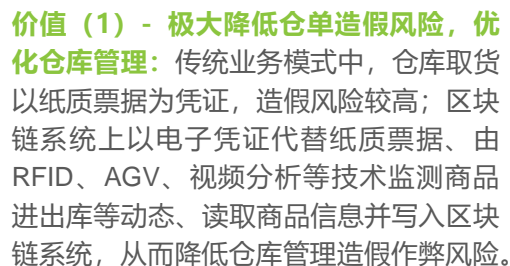 价值（1）- 极大降低仓单造假风险，优
化仓库管理：传统业务模式中，仓库取货
以纸质票据为凭证，造假风险较高；区块
链系统上以电子凭证代替纸质票据、由
RFID、AGV、视频分析等技术监测商品
进出库等动态、读取商品信息并写入区块
链系统，从而降低仓库管理造假作弊风险。